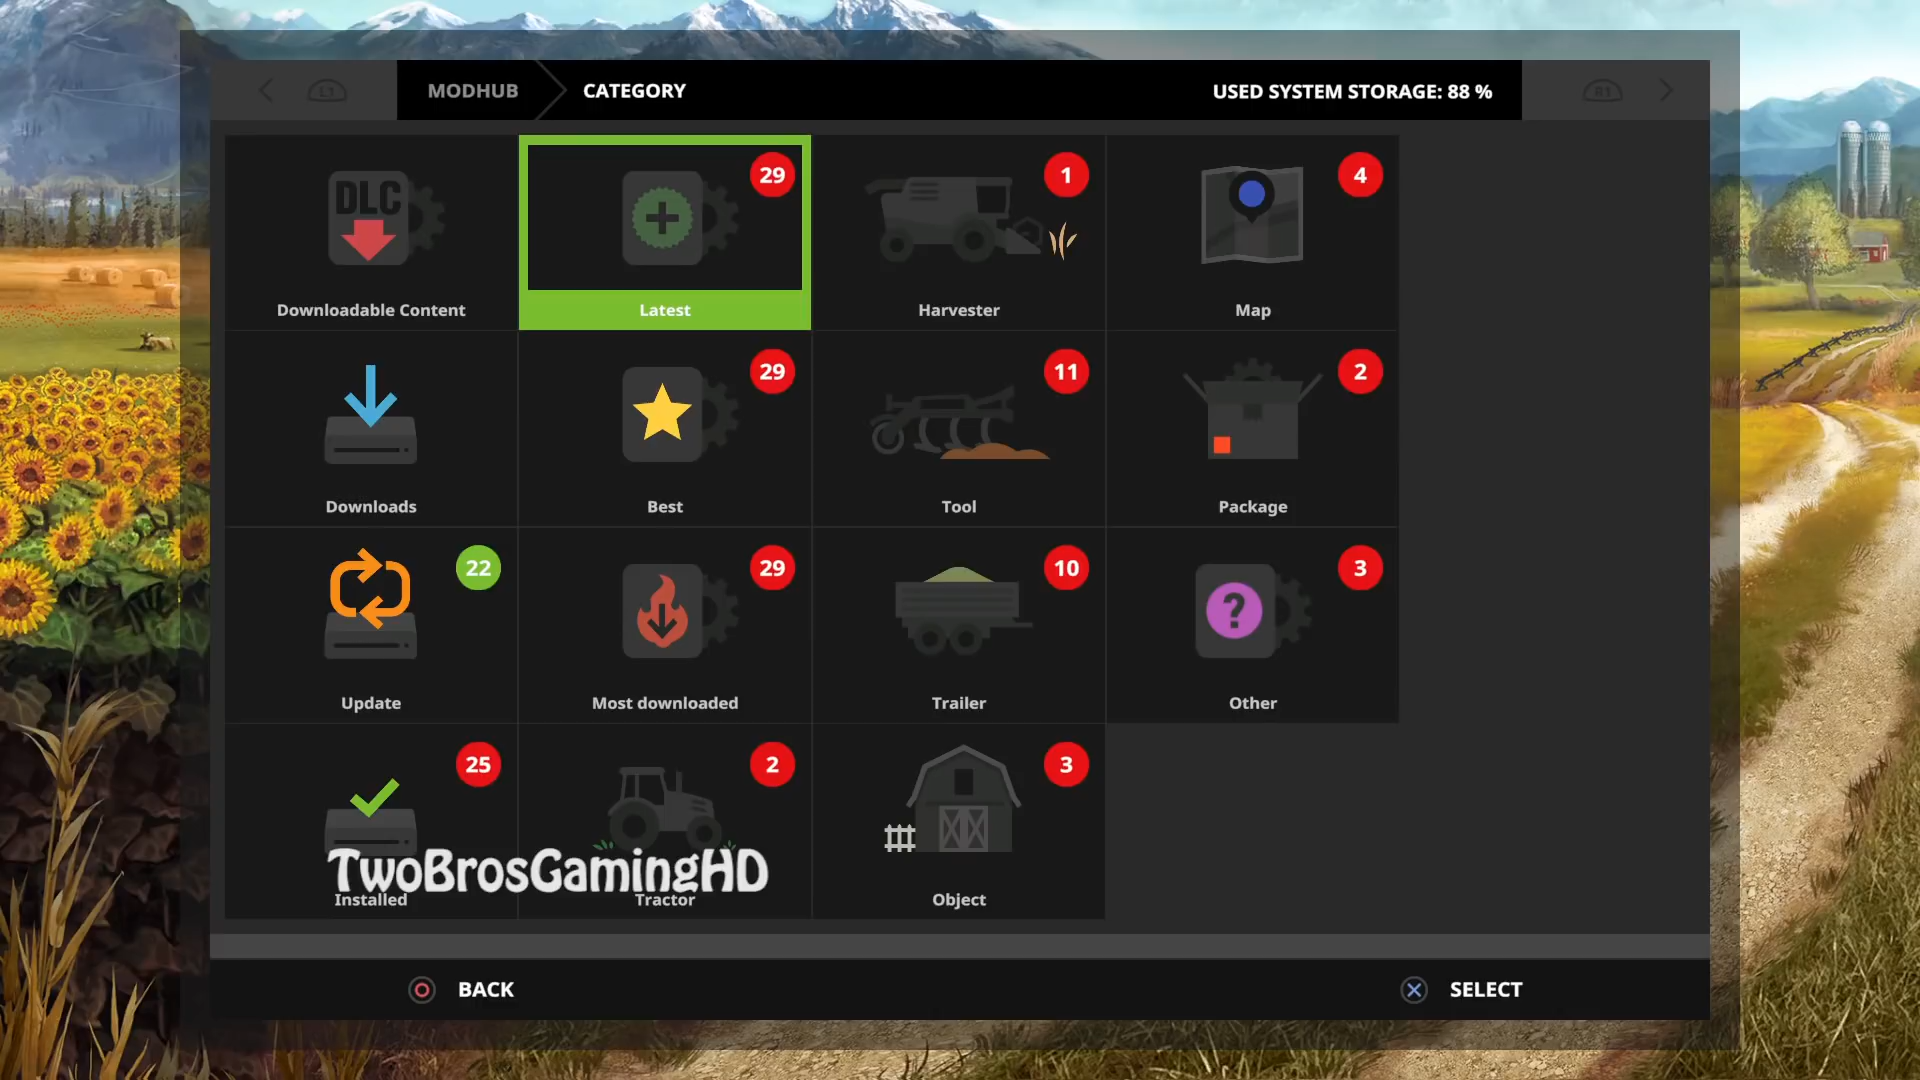 L1
MODHUB
CATEGORY
USED SYSTEM STORAGE: 88 %
R1
DLC
29
1
4
Downloadable Content
Latest
Harvester
Map
29
11
2
Downloads
Best
Tool
Package
22
29
10
?
3
Update
Most downloaded
Trailer
Other
25
2
3
TwoBrosGamingHD
Installed
Tractor
Object
BACK
SELECT